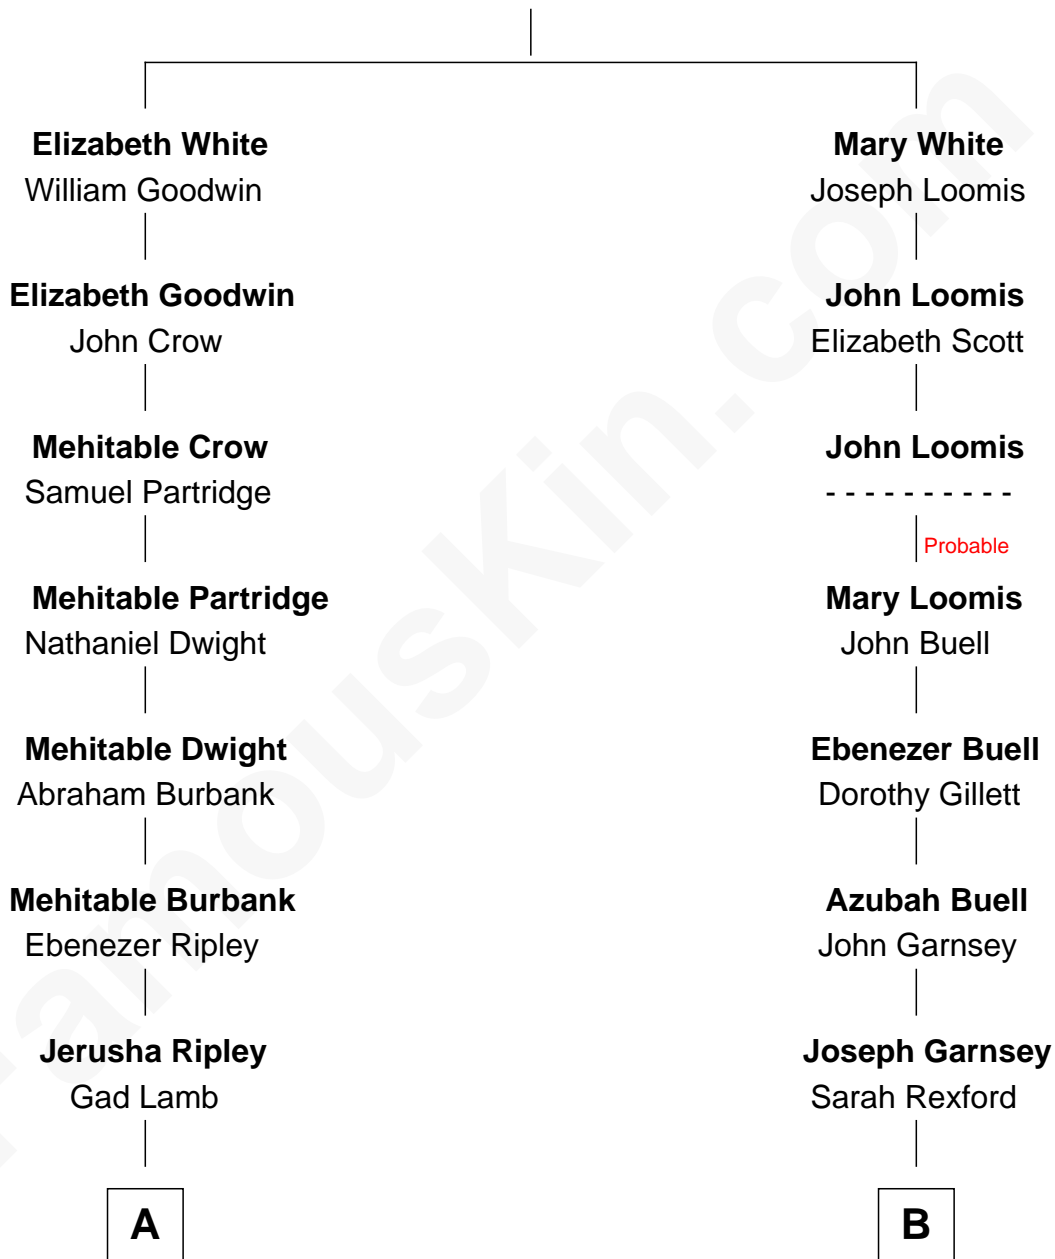 Elizabeth White
William Goodwin
Elizabeth Goodwin
John Crow
Mehitable Crow
Samuel Partridge
Mehitable Partridge
Nathaniel Dwight
Mehitable Dwight
Abraham Burbank
Mehitable Burbank
Ebenezer Ripley
Jerusha Ripley
Gad Lamb
A
Mary White
Joseph Loomis
John Loomis
Elizabeth Scott
John Loomis
- - - - - - - - - -
Probable
Mary Loomis
John Buell
Ebenezer Buell
Dorothy Gillett
Azubah Buell
John Garnsey
Joseph Garnsey
Sarah Rexford
B
FamousKin.com